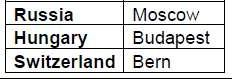 Russia Moscow
Hungary Budapest
Switzerland Bern